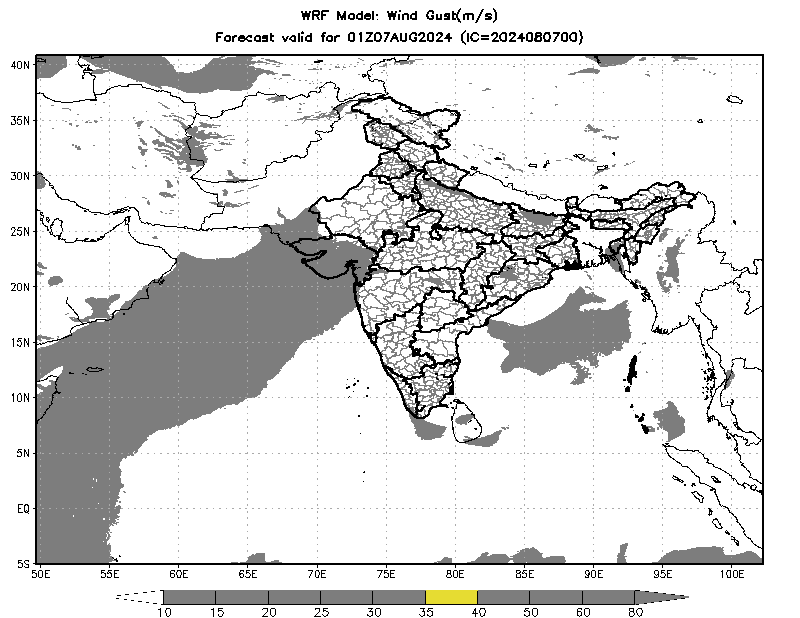 WRF Model: Wind Gust(m/s)
Forecast valid for 01Z07AUG2024 (IC=2024080700)
40N
35N
30N
25N
20N
15N
10N
5N
EQ
5S
50E 55E 60E 65E 70E 75E 80E 85E 90E 95E 100E
10 15 20 25 30 35 40 50 60 80